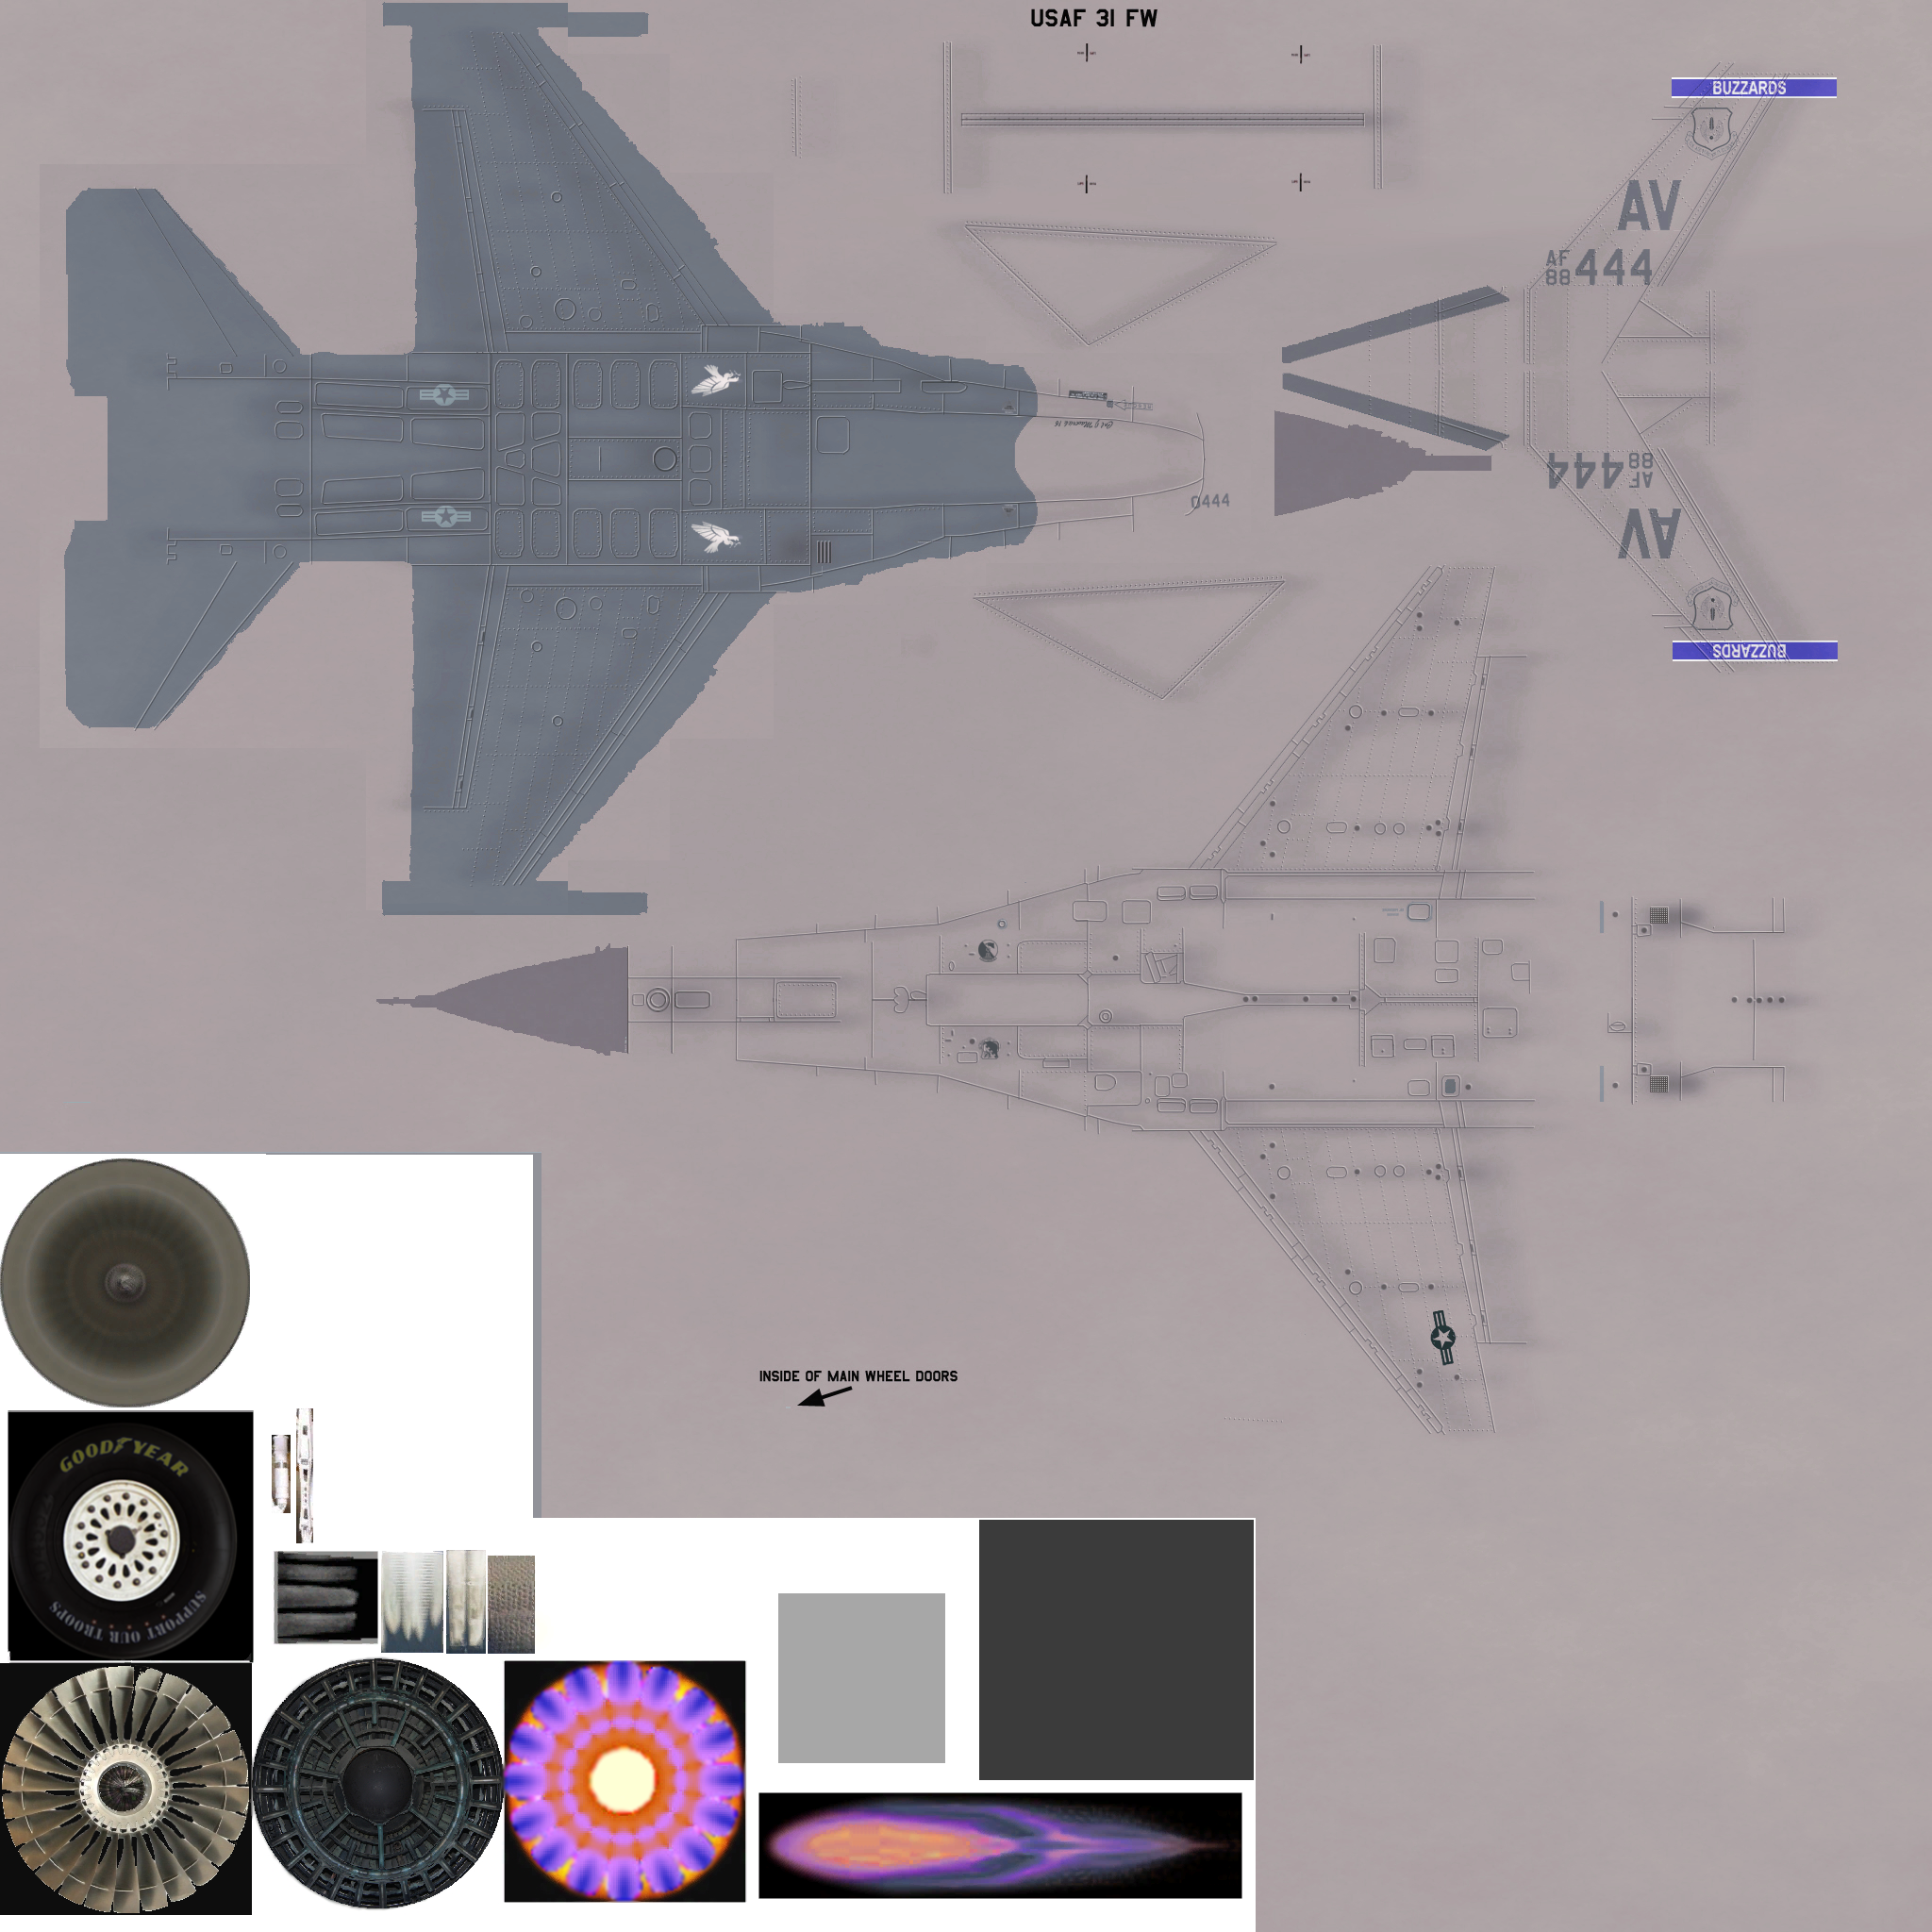 USAF 31 FW
BUZZARDS
AV
AF
88 444
0444
AF
88 444
AV
BUZZARDS
INSIDE OF MAIN WHEEL DOORS
GOODYEAR
SUPPORT OUR TROOPS